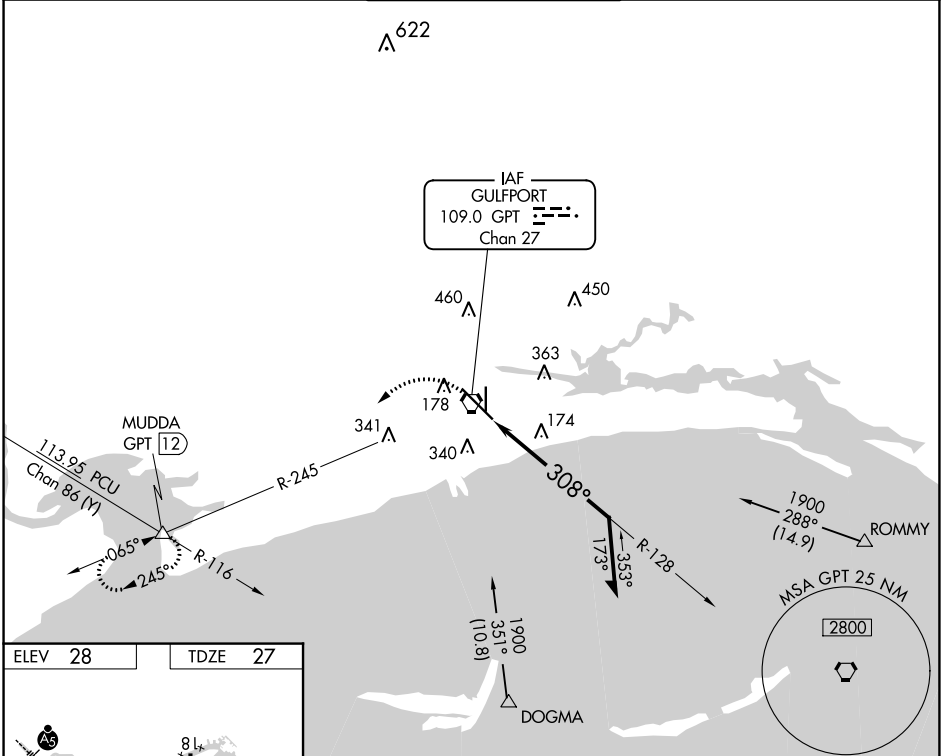 622
IAF
GULFPORT
109.0 GPT
Chan 27
460
450
363
178
174
341
340
MUDDA
GPT 12
113.95 PCU
Chan 86 (Y)
R-245
065°
245°
R-116
308°
R-128
173°
353°
1900
288°
(14.9)
ROMMY
1900
351°
(10.8)
DOGMA
MSA GPT 25 NM
2800
ELEV 28
TDZE 27
A5
81